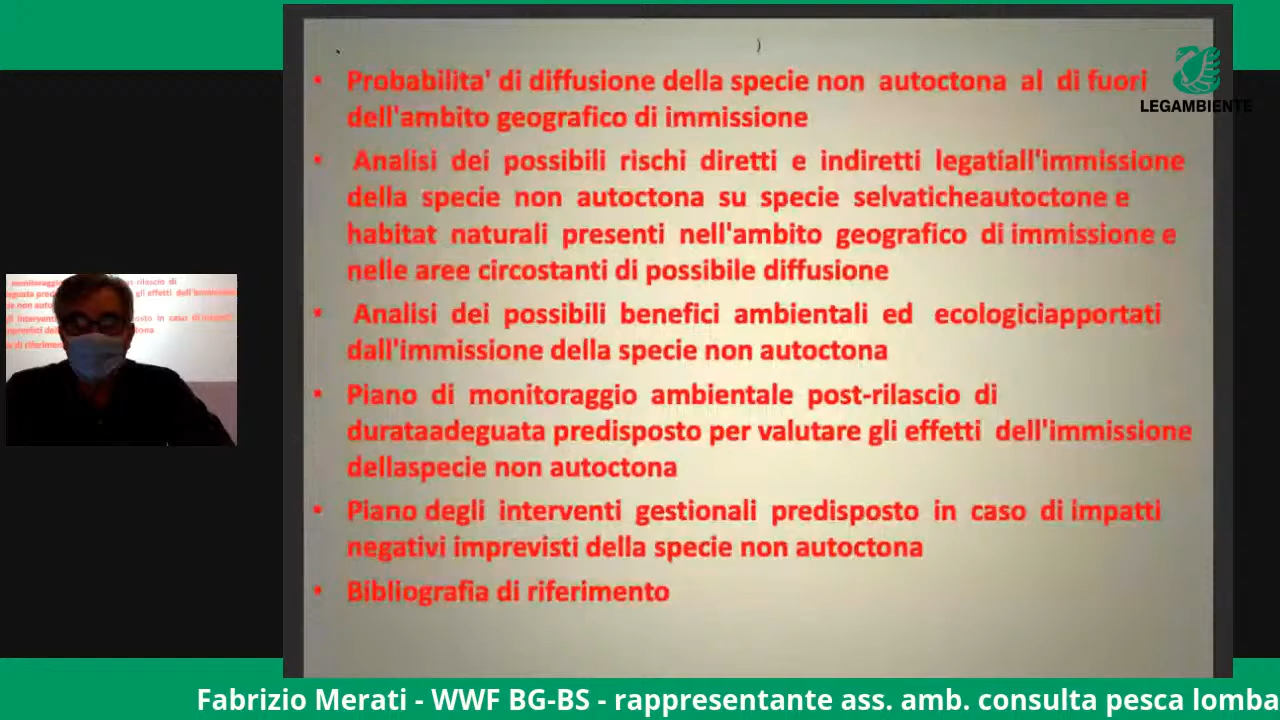 Probabilita' di diffusione della specie non autoctona al di fuori
dell'ambito geografico di immissione
Analisi dei possibili rischi diretti e indiretti legatiall'immissione
della specie non autoctona su specie selvaticheautoctone e
habitat naturali presenti nell'ambito geografico di immissione e
nelle aree circostanti di possibile diffusione
Analisi dei possibili benefici ambientali ed ecologiciapportati
dall'immissione della specie non autoctona
Piano di monitoraggio ambientale post-rilascio di
durataadeguata predisposto per valutare gli effetti dell'immissione
dellaspecie non autoctona
Piano degli interventi gestionali predisposto in caso di impatti
negativi imprevisti della specie non autoctona
Bibliografia di riferimento
LEGAMBIENTE
Fabrizio Merati - WWF BG-BS - rappresentante ass. amb. consulta pesca lomba